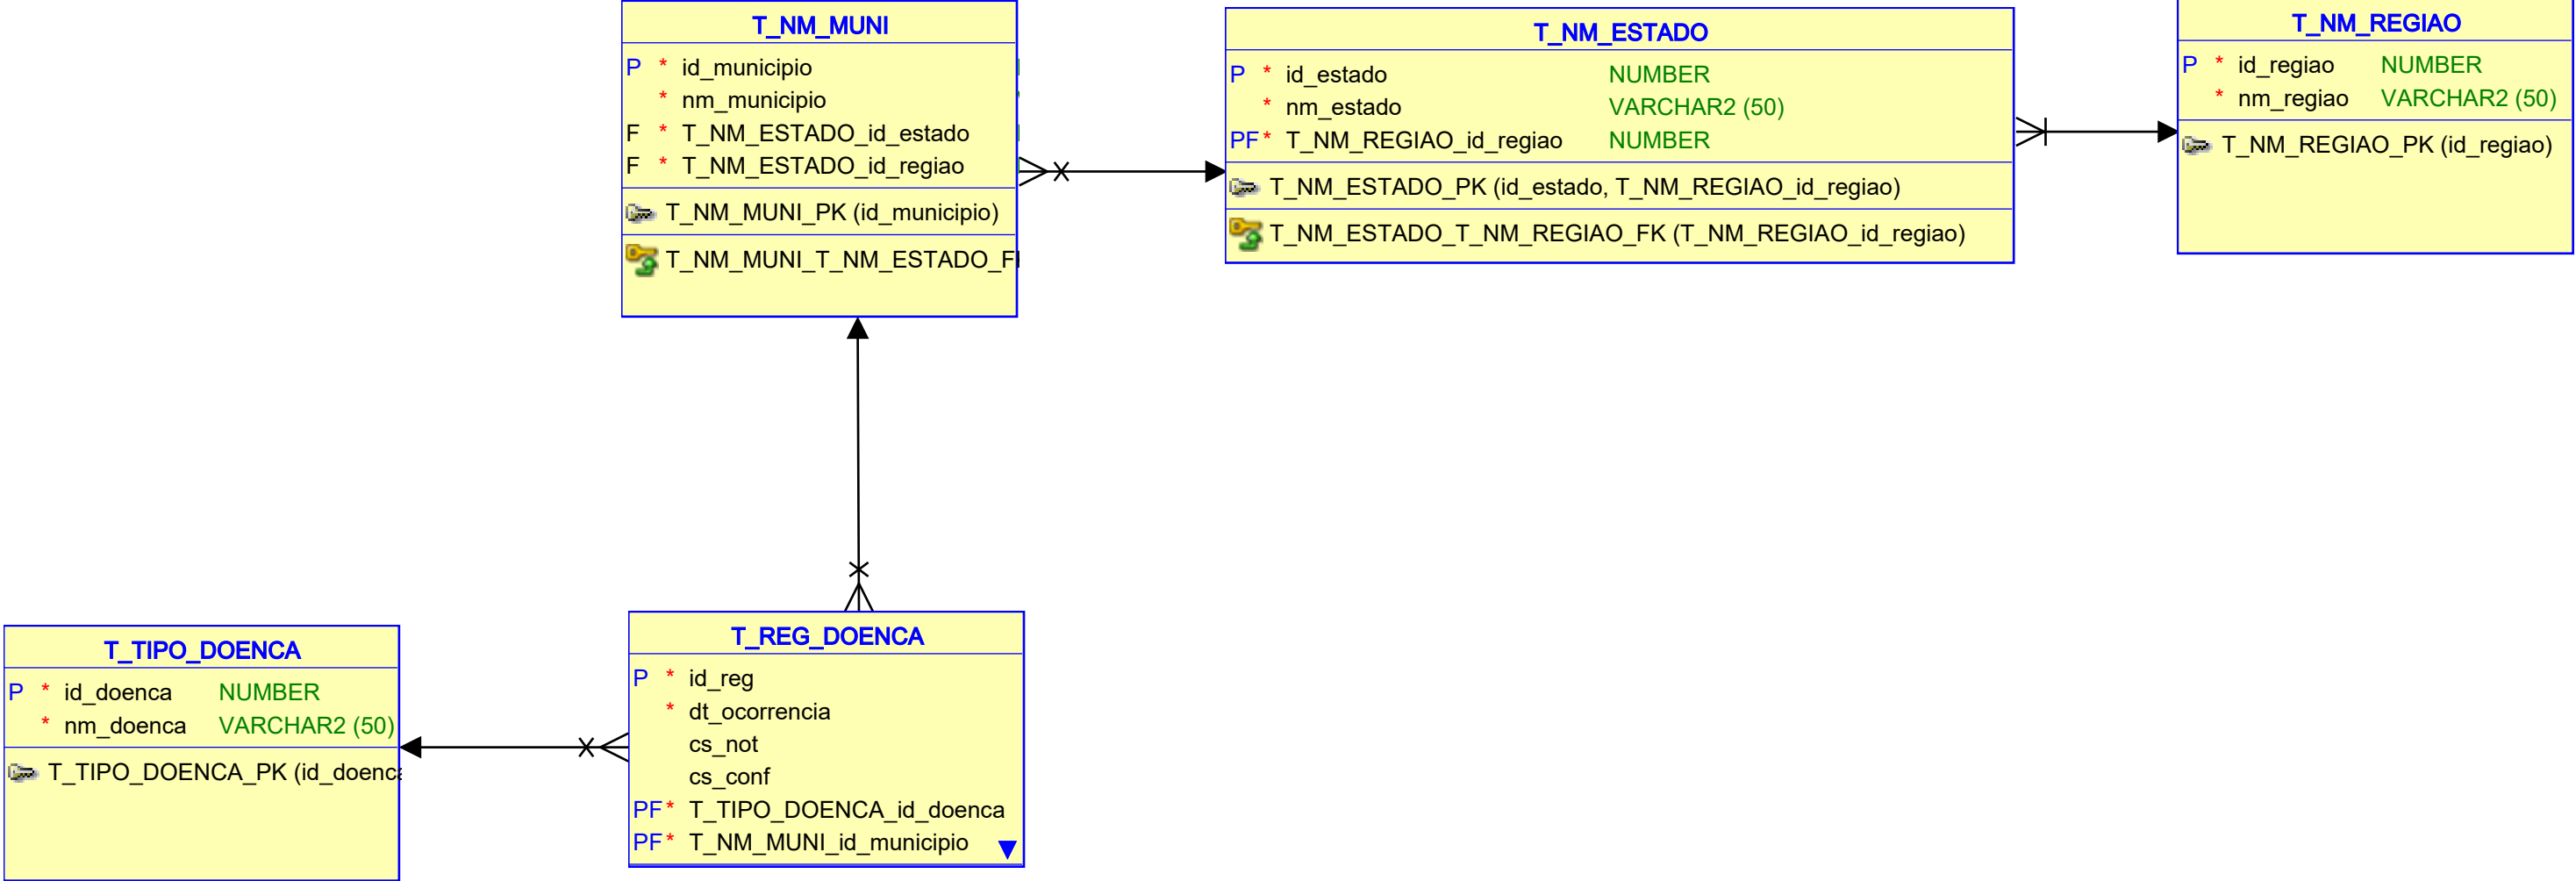 T_NM_MUNI
P * id_municipio
* nm_municipio
F * T_NM_ESTADO_id_estado
F * T_NM_ESTADO_id_regiao
T_NM_MUNI_PK (id_municipio)
T_NM_MUNI_T_NM_ESTADO_F
T_NM_ESTADO
P * id_estado NUMBER
* nm_estado VARCHAR2 (50)
PF * T_NM_REGIAO_id_regiao NUMBER
T_NM_ESTADO_PK (id_estado, T_NM_REGIAO_id_regiao)
T_NM_ESTADO_T_NM_REGIAO_FK (T_NM_REGIAO_id_regiao)
T_NM_REGIAO
P * id_regiao NUMBER
* nm_regiao VARCHAR2 (50)
T_NM_REGIAO_PK (id_regiao)
T_TIPO_DOENCA
P * id_doenca NUMBER
* nm_doenca VARCHAR2 (50)
T_TIPO_DOENCA_PK (id_doenca
T_REG_DOENCA
P * id_reg
* dt_ocorrencia
cs_not
cs_conf
PF * T_TIPO_DOENCA_id_doenca
PF * T_NM_MUNI_id_municipio